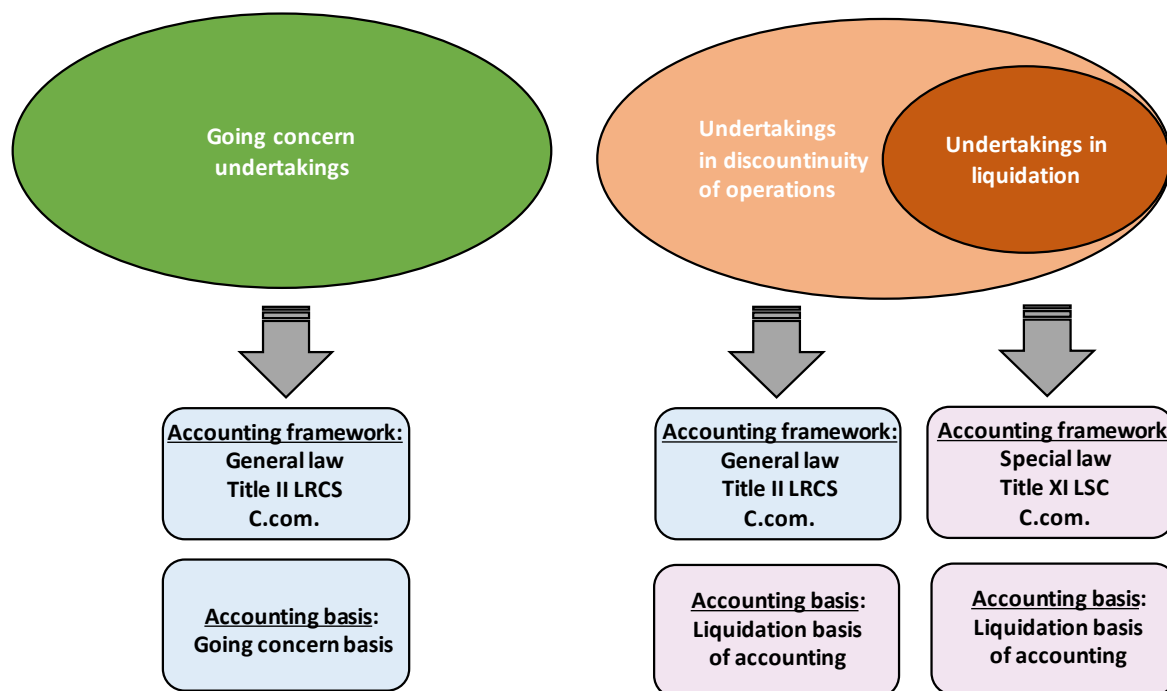 Going concern
undertakings
Undertakings
in discountinuity
of operations
Undertakings in
liquidation
Accounting framework:
General law
Title II LRCS
C.com.
Accounting framework:
General law
Title II LRCS
C.com.
Accounting framework
Special law
Title XI LSC
C.com.
Accounting basis:
Going concern basis
Accounting basis:
Liquidation basis
of accounting
Accounting basis:
Liquidation basis
of accounting